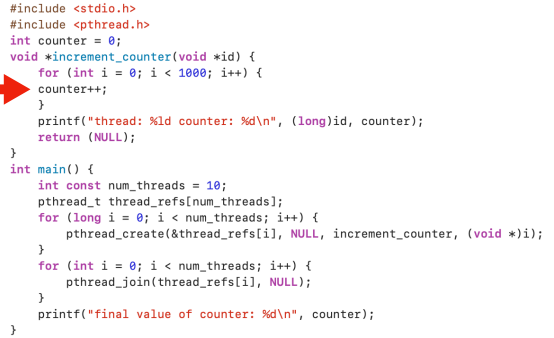 #include <stdio.h>
#include <pthread.h>
int counter = 0;
void *increment_counter(void *id) {
    for (int i = 0; i < 1000; i++) {
    counter++;
    }
    printf("thread: %ld counter: %d\n", (long)id, counter);
    return (NULL);
}
int main() {
    int const num_threads = 10;
    pthread_t thread_refs[num_threads];
    for (long i = 0; i < num_threads; i++) {
        pthread_create(&thread_refs[i], NULL, increment_counter, (void *)i);
    }
    for (int i = 0; i < num_threads; i++) {
        pthread_join(thread_refs[i], NULL);
    }
    printf("final value of counter: %d\n", counter);
}